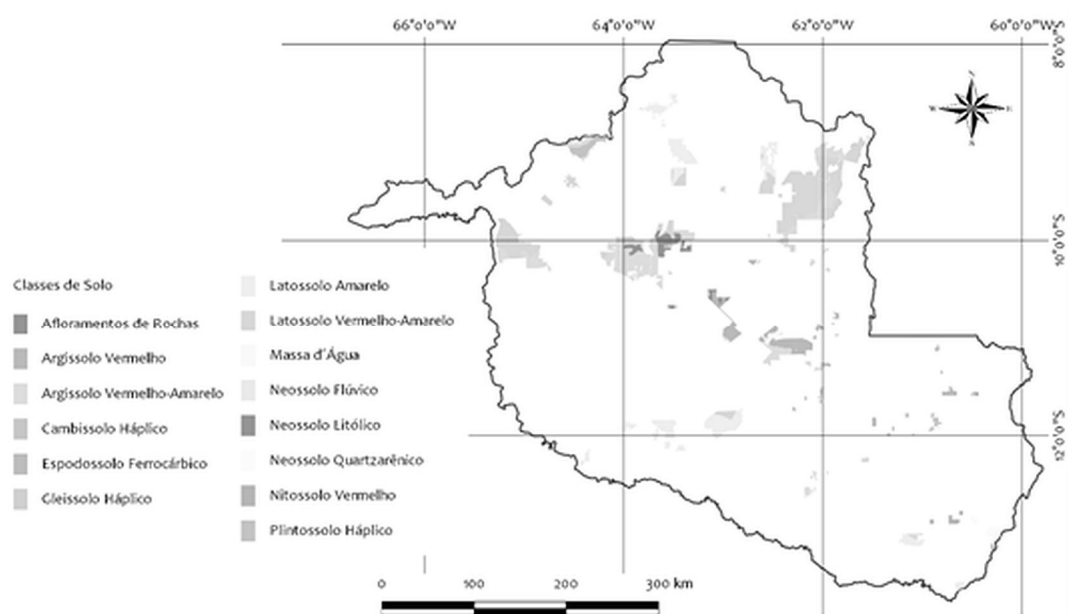 66°0'0"W 64°0'0"W 62°0'0"W 60°0'0"W
8°0'0"S
N
W E
10°0'0"S
Classes de Solo
Afloramentos de Rochas
Argissolo Vermelho
Argissolo Vermelho-Amarelo
Cambissolo Háplico
Espodossolo Ferrocárbico
Gleissolo Háplico
Latossolo Amarelo
Latossolo Vermelho-Amarelo
Massa d'Água
Neossolo Flúvico
Neossolo Litólico
Neossolo Quartzarênico
Nitossolo Vermelho
Plintossolo Háplico
12°0'0"S
0 100 200 300 km